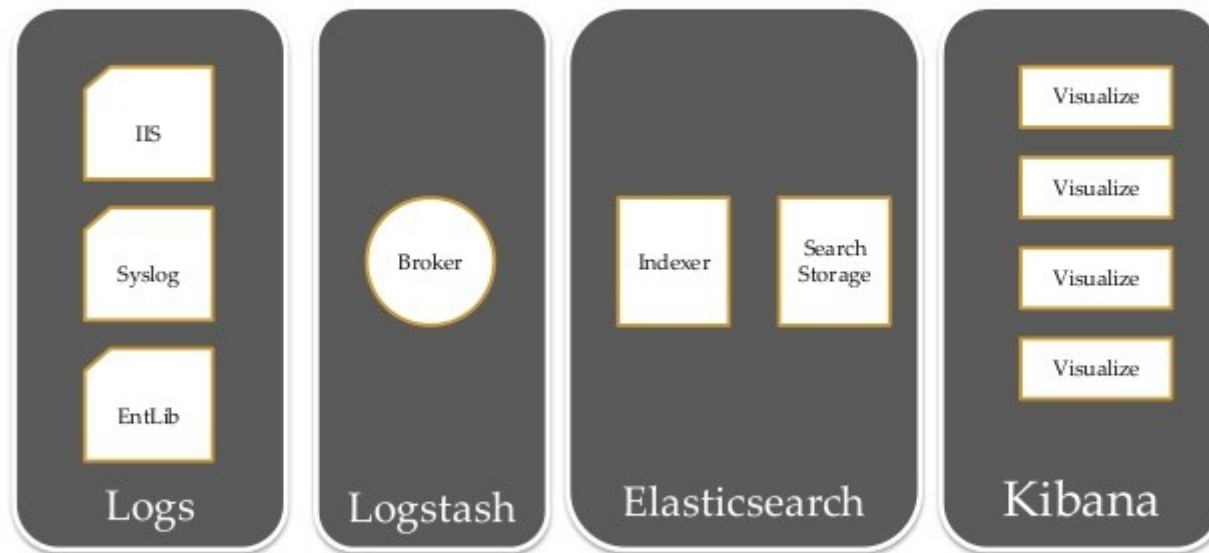 IIS
Syslog
EntLib
Logs
Broker
Logstash
Indexer
Search
Storage
Elasticsearch
Visualize
Visualize
Visualize
Visualize
Kibana